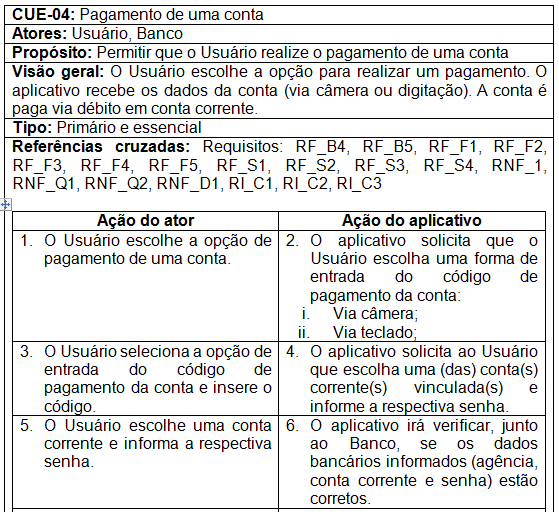 CUE-04: Pagamento de uma conta
Atores: Usuário, Banco
Propósito: Permitir que o Usuário realize o pagamento de uma conta
Visão geral: O Usuário escolhe a opção para realizar um pagamento. O
aplicativo recebe os dados da conta (via câmera ou digitação). A conta é
paga via débito em conta corrente.
Tipo: Primário e essencial
Referências cruzadas: Requisitos: RF_B4, RF_B5, RF_F1, RF_F2,
RF_F3, RF_F4, RF_F5, RF_S1, RF_S2, RF_S3, RF_S4, RNF_1,
RNF_Q1, RNF_Q2, RNF_D1, RI_C1, RI_C2, RI_C3
Ação do ator
Ação do aplicativo
1. O Usuário escolhe a opção de
pagamento de uma conta.
2. O aplicativo solicita que o
Usuário escolha uma forma de
entrada do código de
pagamento da conta:
i. Via câmera;
ii. Via teclado;
3. O Usuário seleciona a opção de
entrada do código de
pagamento da conta e insere o
código.
4. O aplicativo solicita ao Usuário
que escolha uma (das) conta(s)
corrente(s) vinculada(s) e
informe a respectiva senha.
5. O Usuário escolhe uma conta
corrente e informa a respectiva
senha.
6. O aplicativo irá verificar, junto
ao Banco, se os dados
bancários informados (agência,
conta corrente e senha) estão
corretos.